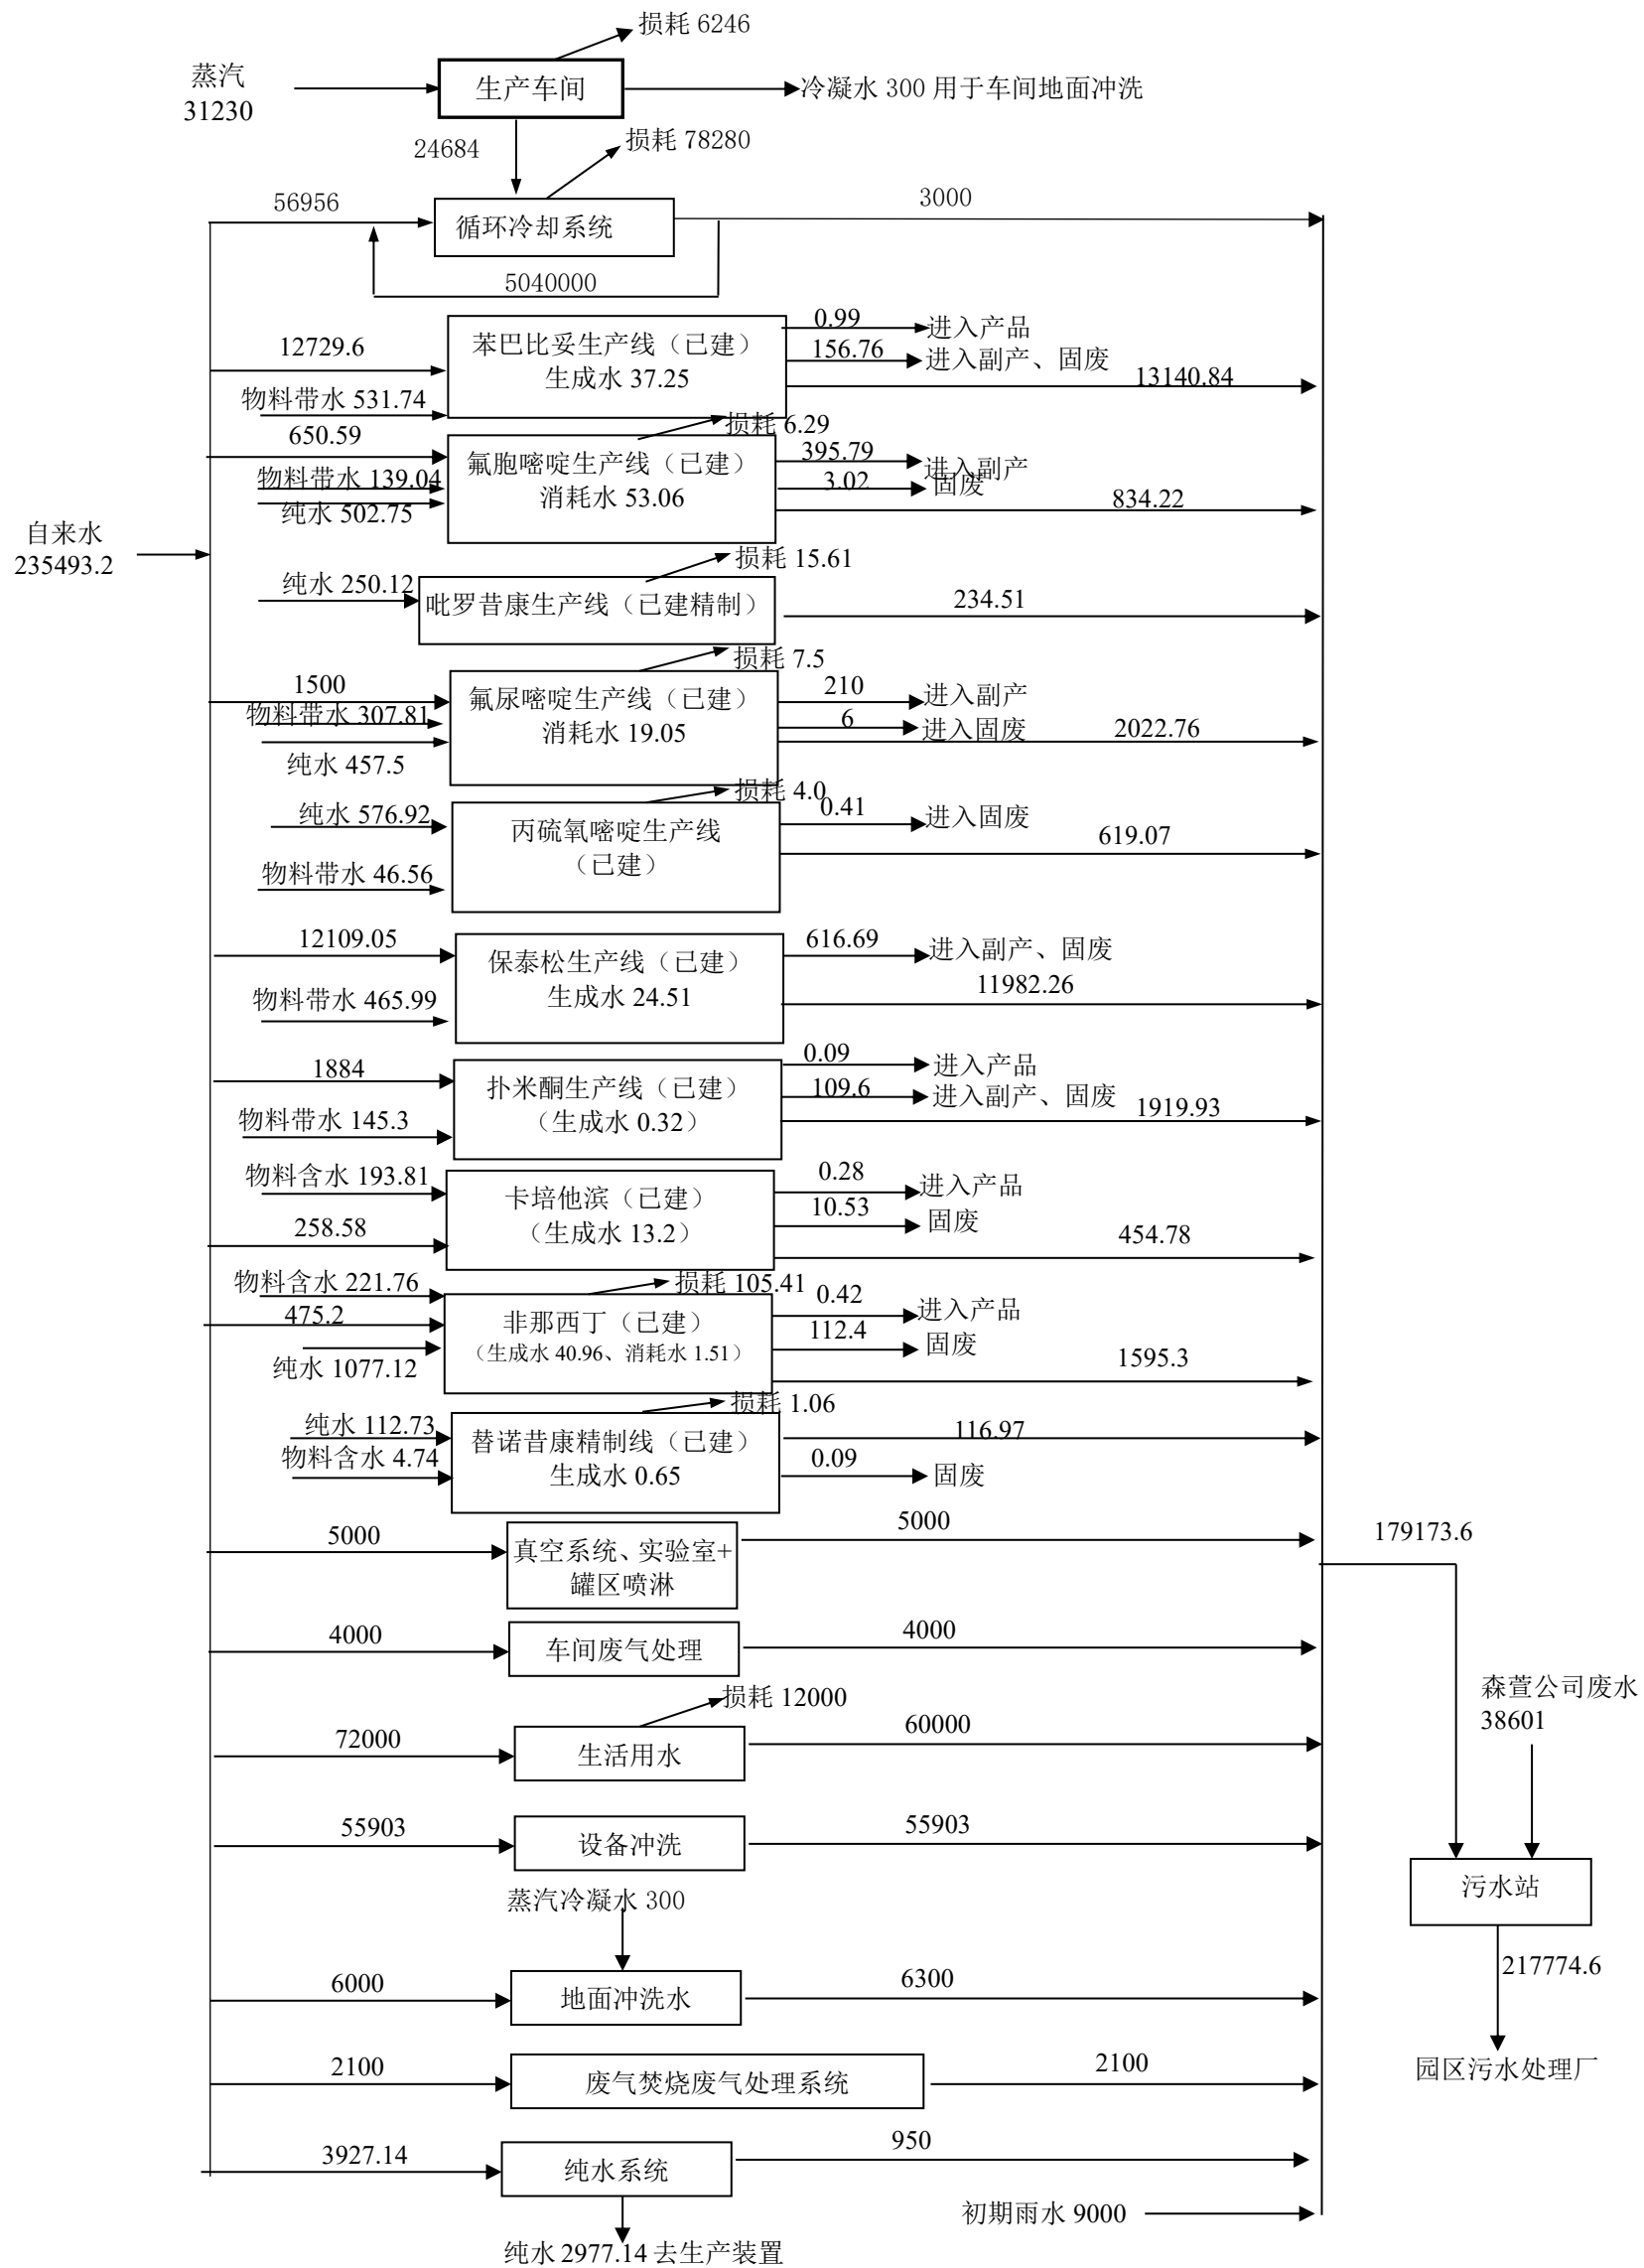 损耗 6246
蒸汽
31230
生产车间
冷凝水 300 用于车间地面冲洗
24684
损耗 78280
56956
循环冷却系统
3000
5040000
12729.6
物料带水 531.74
苯巴比妥生产线（已建）
生成水 37.25
0.99
进入产品
156.76
进入副产、固废
13140.84
损耗 6.29
650.59
物料带水 139.04
纯水 502.75
氟胞嘧啶生产线（已建）
消耗水 53.06
395.79
进入副产
3.02
固废
834.22
自来水
235493.2
损耗 15.61
纯水 250.12
吡罗昔康生产线（已建精制）
234.51
损耗 7.5
1500
物料带水 307.81
纯水 457.5
氟尿嘧啶生产线（已建）
消耗水 19.05
210
进入副产
6
进入固废
2022.76
损耗 4.0
纯水 576.92
物料带水 46.56
丙硫氧嘧啶生产线
（已建）
0.41
进入固废
619.07
12109.05
物料带水 465.99
保泰松生产线（已建）
生成水 24.51
616.69
进入副产、固废
11982.26
1884
物料带水 145.3
扑米酮生产线（已建）
（生成水 0.32）
0.09
进入产品
109.6
进入副产、固废
1919.93
物料含水 193.81
258.58
卡培他滨（已建）
（生成水 13.2）
0.28
进入产品
10.53
固废
454.78
损耗 105.41
物料含水 221.76
475.2
纯水 1077.12
非那西丁（已建）
（生成水 40.96、消耗水 1.51）
0.42
进入产品
112.4
固废
1595.3
损耗 1.06
纯水 112.73
物料含水 4.74
替诺昔康精制线（已建）
生成水 0.65
116.97
0.09
固废
5000
真空系统、实验室+
罐区喷淋
5000
179173.6
4000
车间废气处理
4000
损耗 12000
72000
生活用水
60000
森萱公司废水
38601
55903
设备冲洗
55903
污水站
蒸汽冷凝水 300
6000
地面冲洗水
6300
217774.6
2100
废气焚烧废气处理系统
2100
园区污水处理厂
3927.14
纯水系统
950
初期雨水 9000
纯水 2977.14 去生产装置